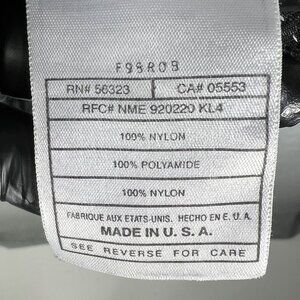 F98R0B
RN# 56323 CA# 05553
RFC# NME 920220 KL4
100% NYLON
100% POLYAMIDE
100% NYLON
FABRIQUE AUX ETATS-UNIS. HECHO EN E. U. A.
MADE IN U. S. A.
SEE REVERSE FOR CARE